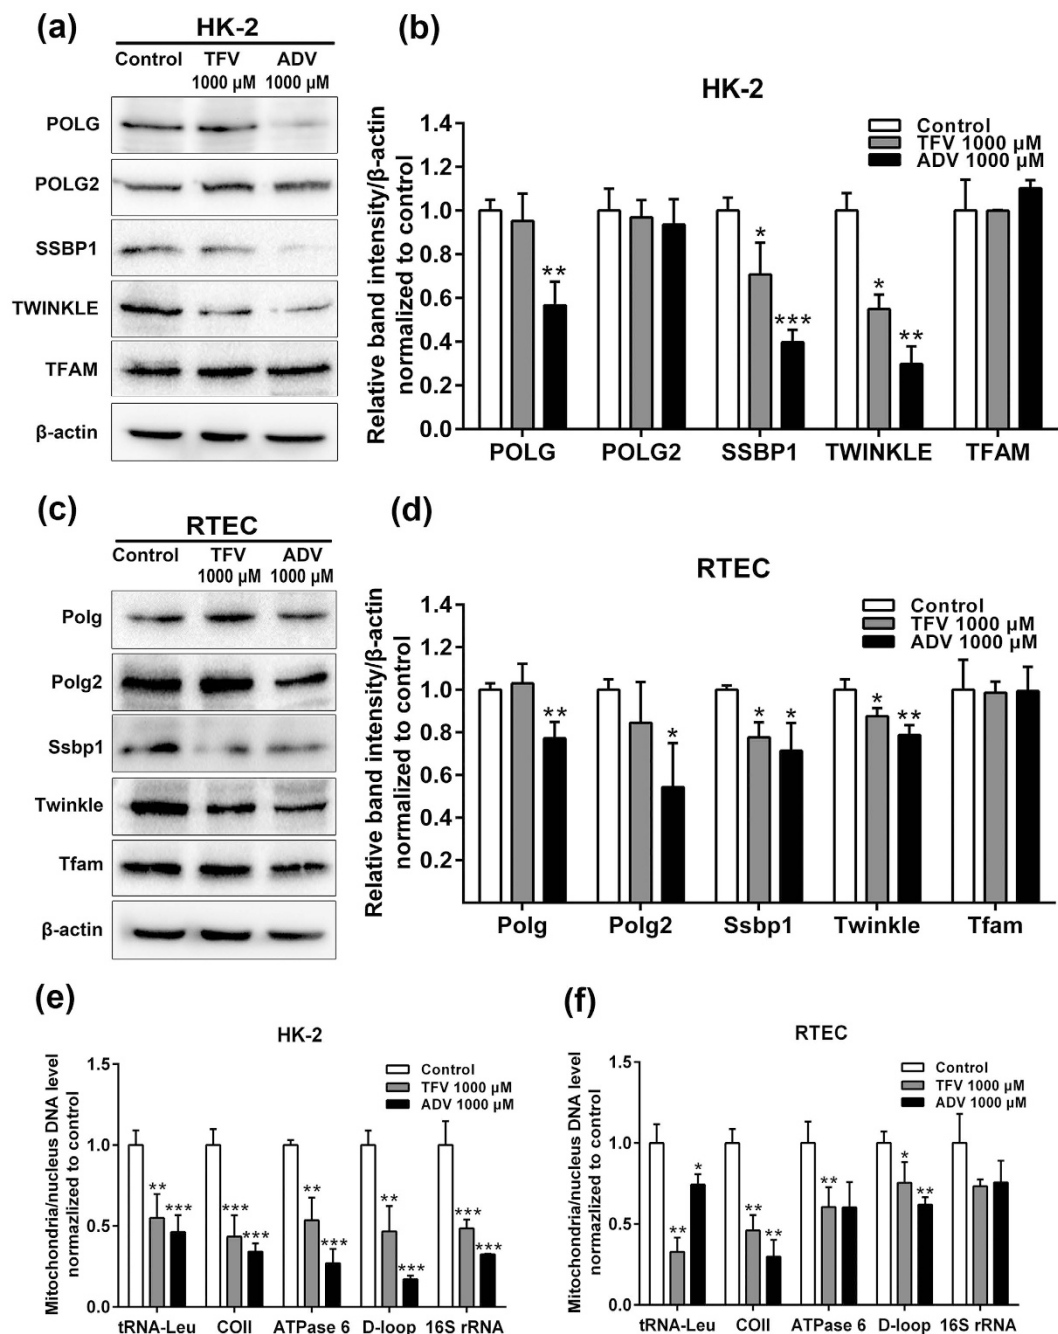 (a)
HK-2
Control TFV ADV
1000 µM 1000 µM
POLG
POLG2
SSBP1
TWINKLE
TFAM
β-actin
(b)
HK-2
Control
TFV 1000 µM
ADV 1000 µM
Relative band intensity/β-actin
normalized to control
1.4
1.2
1.0
0.8
0.6
0.4
0.2
0.0
**
*
***
*
**
POLG POLG2 SSBP1 TWINKLE TFAM
(c)
RTEC
Control TFV ADV
1000 µM 1000 µM
Polg
Polg2
Ssbp1
Twinkle
Tfam
β-actin
(d)
RTEC
Control
TFV 1000 µM
ADV 1000 µM
Relative band intensity/β-actin
normalized to control
1.4
1.2
1.0
0.8
0.6
0.4
0.2
**
*
*
*
*
**
Polg Polg2 Ssbp1 Twinkle Tfam
(e)
HK-2
Control
TFV 1000 µM
ADV 1000 µM
Mitochondria/nucleus DNA level
normazlized to control
1.5
1.0
0.5
0.0
**
***
***
***
**
***
**
***
***
***
tRNA-Leu COII ATPase 6 D-loop 16S rRNA
(f)
RTEC
Control
TFV 1000 µM
ADV 1000 µM
Mitochondria/nucleus DNA level
normazlized to control
1.5
1.0
0.5
0.0
**
*
**
**
**
*
**
tRNA-Leu COII ATPase 6 D-loop 16S rRNA